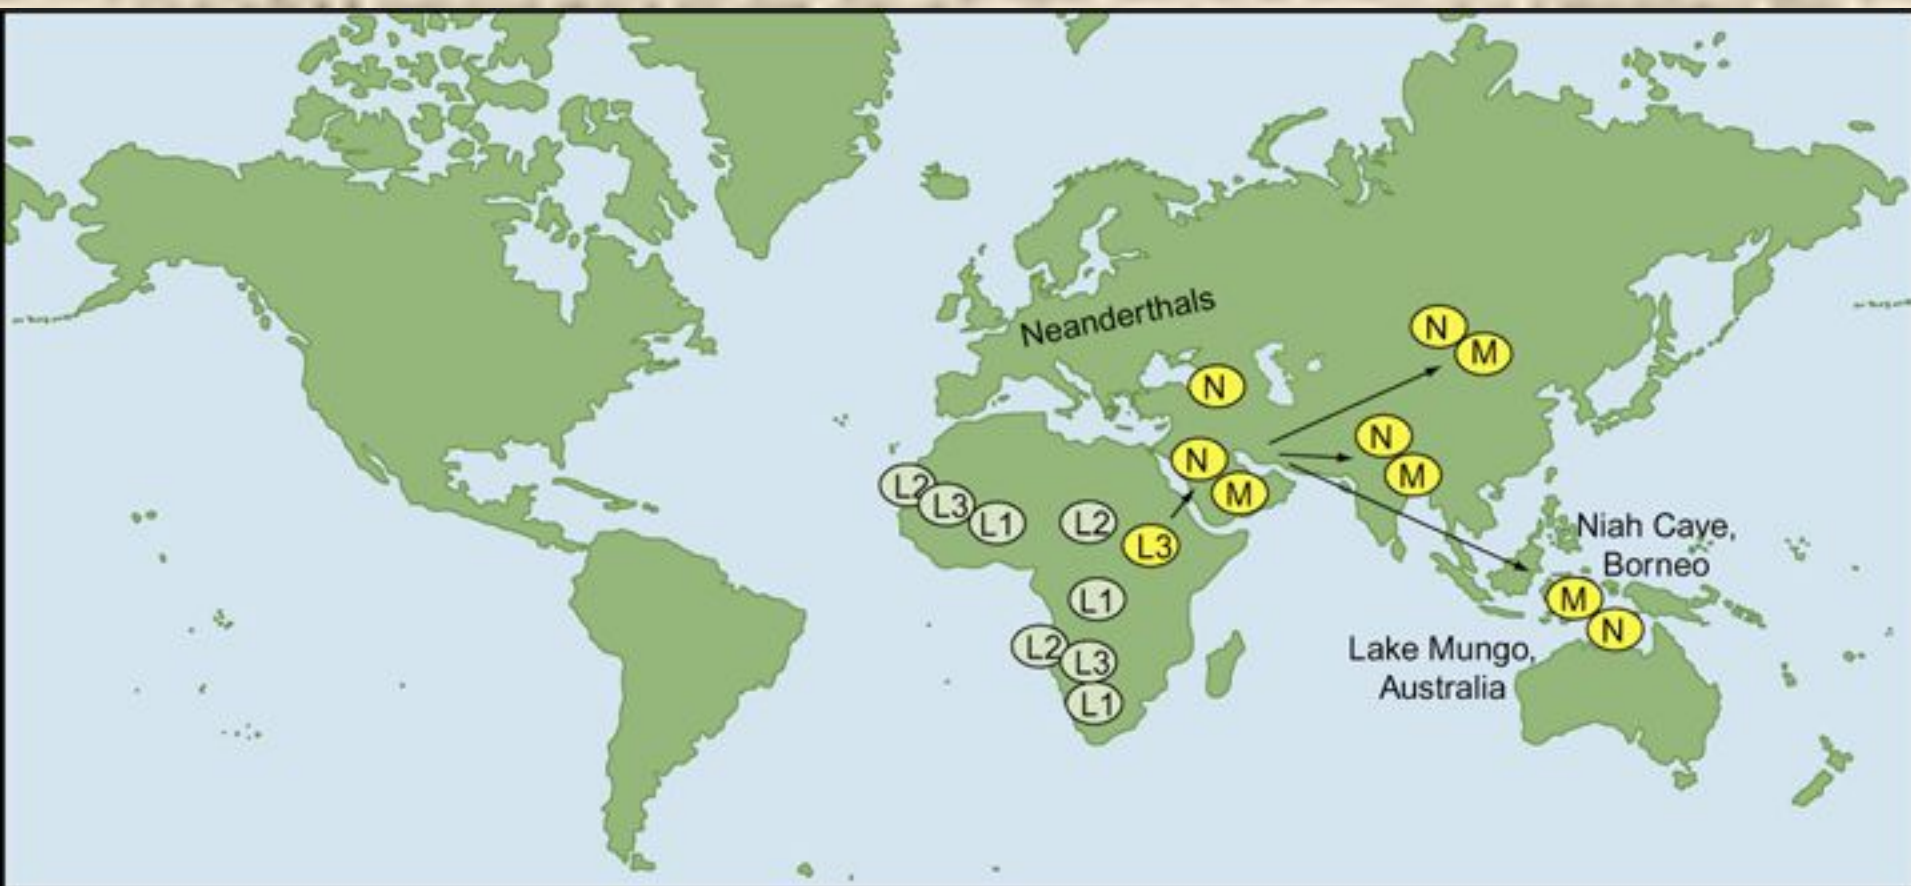 Neanderthals
N
M
N
N
M
N
M
L2
L3
L1
L2
L3
Niah Cave,
Borneo
L1
M
N
L2
L3
L1
Lake Mungo,
Australia